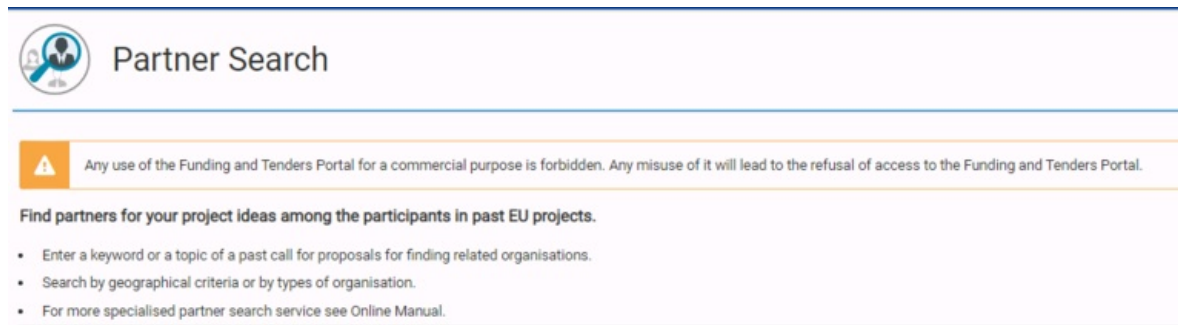 Partner Search
Any use of the Funding and Tenders Portal for a commercial purpose is forbidden. Any misuse of it will lead to the refusal of access to the Funding and Tenders Portal.
Find partners for your project ideas among the participants in past EU projects.
• Enter a keyword or a topic of a past call for proposals for finding related organisations.
• Search by geographical criteria or by types of organisation.
• For more specialised partner search service see Online Manual.